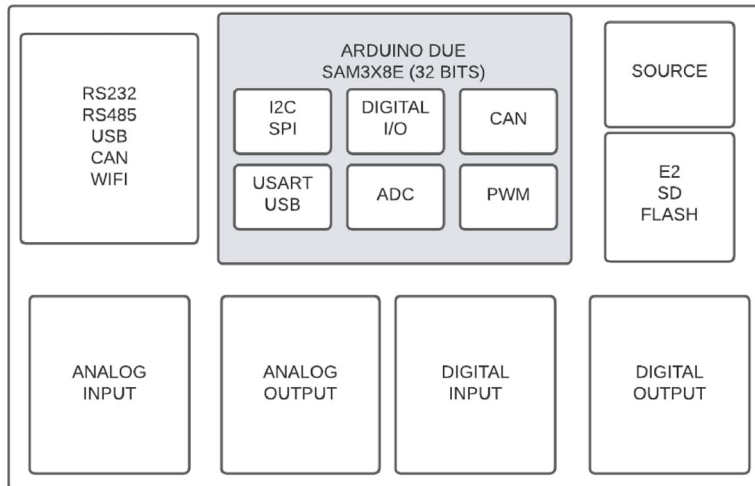 RS232
RS485
USB
CAN
WIFI
ARDUINO DUE
SAM3X8E (32 BITS)
I2C
SPI
DIGITAL
I/O
CAN
USART
USB
ADC
PWM
SOURCE
E2
SD
FLASH
ANALOG
INPUT
ANALOG
OUTPUT
DIGITAL
INPUT
DIGITAL
OUTPUT